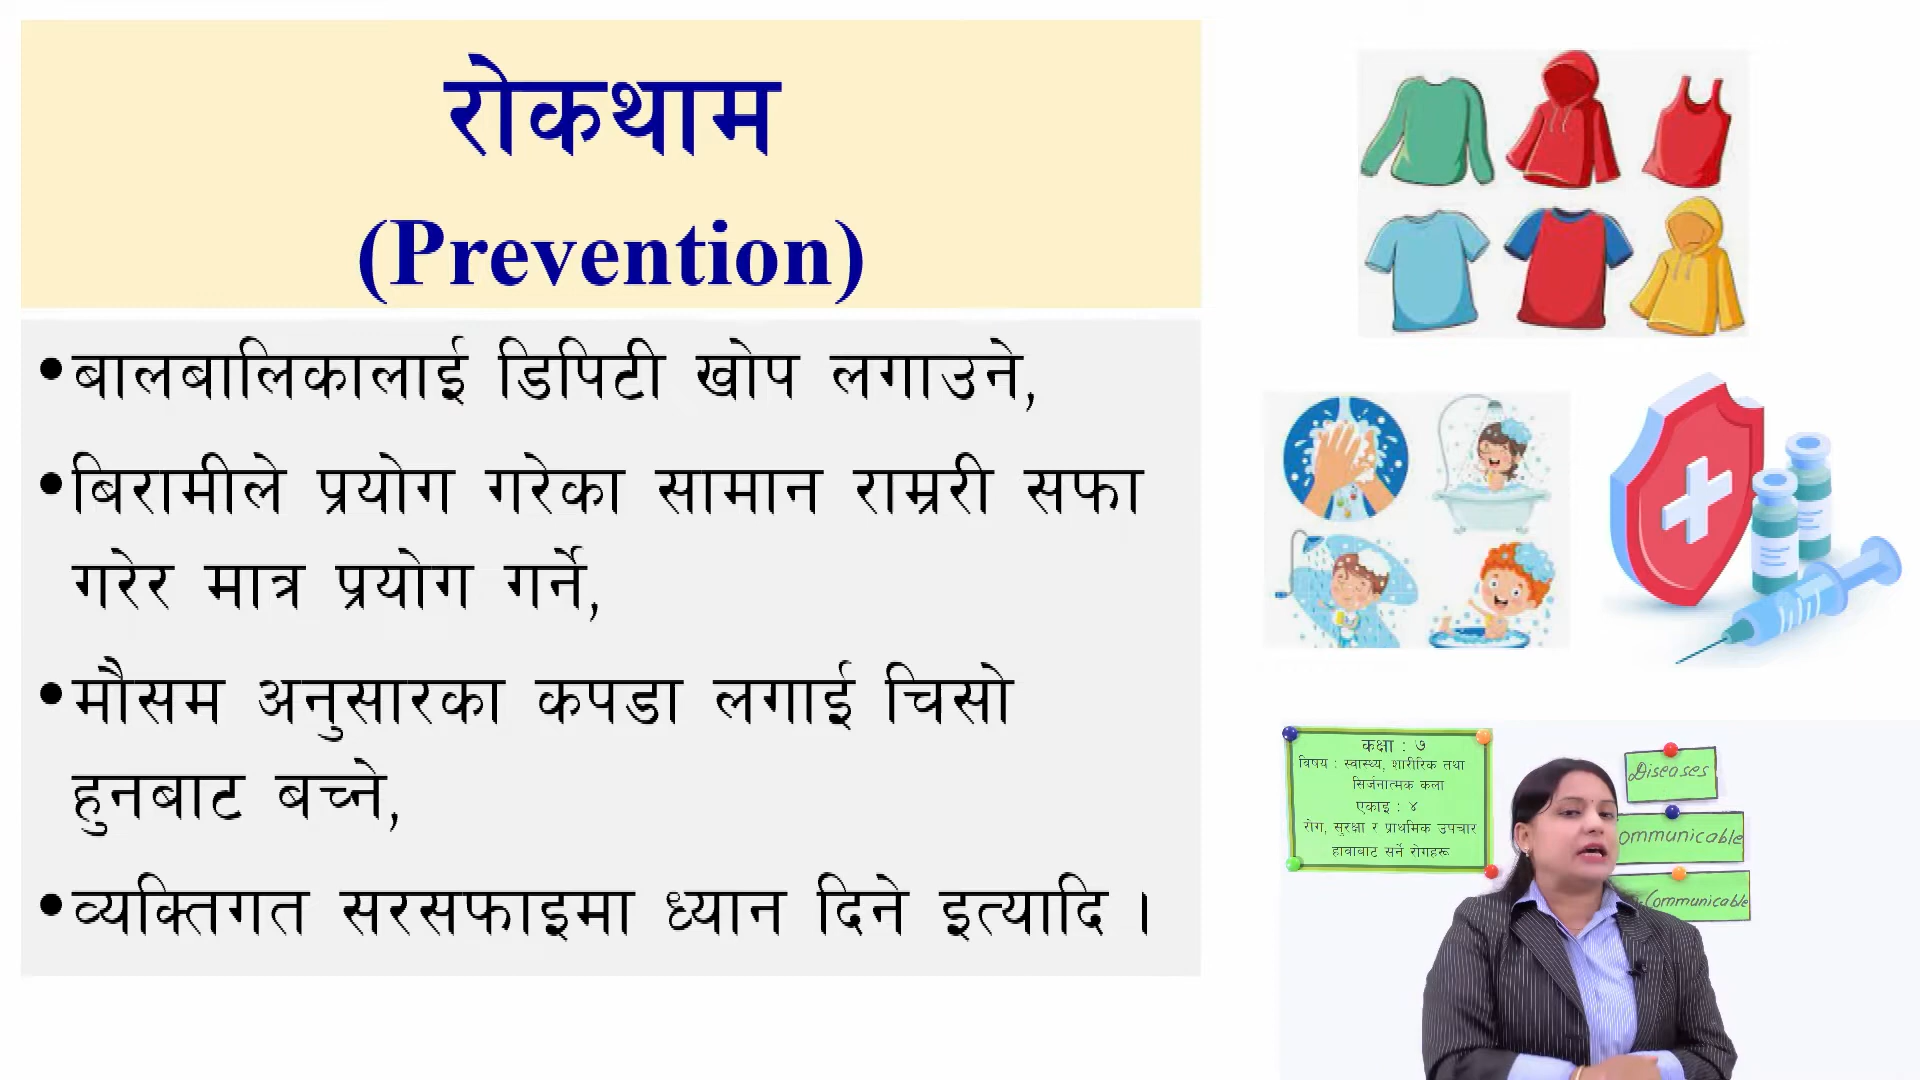 रोकथाम
(Prevention)
•बालबालिकालाई डिपिटी खोप लगाउने,
•बिरामीले प्रयोग गरेका सामान राम्ररी सफा
गरेर मात्र प्रयोग गर्ने,
•मौसम अनुसारका कपडा लगाई चिसो
हुनबाट बच्ने,
•व्यक्तिगत सरसफाइमा ध्यान दिने इत्यादि ।
कक्षा : ७
विषय : स्वास्थ्य, शारीरिक तथा
सिर्जनात्मक कला
एकाइ : ४
रोग, सुरक्षा र प्राथमिक उपचार
हावाबाट सर्ने रोगहरू
Diseases
ommunicable
Communicable